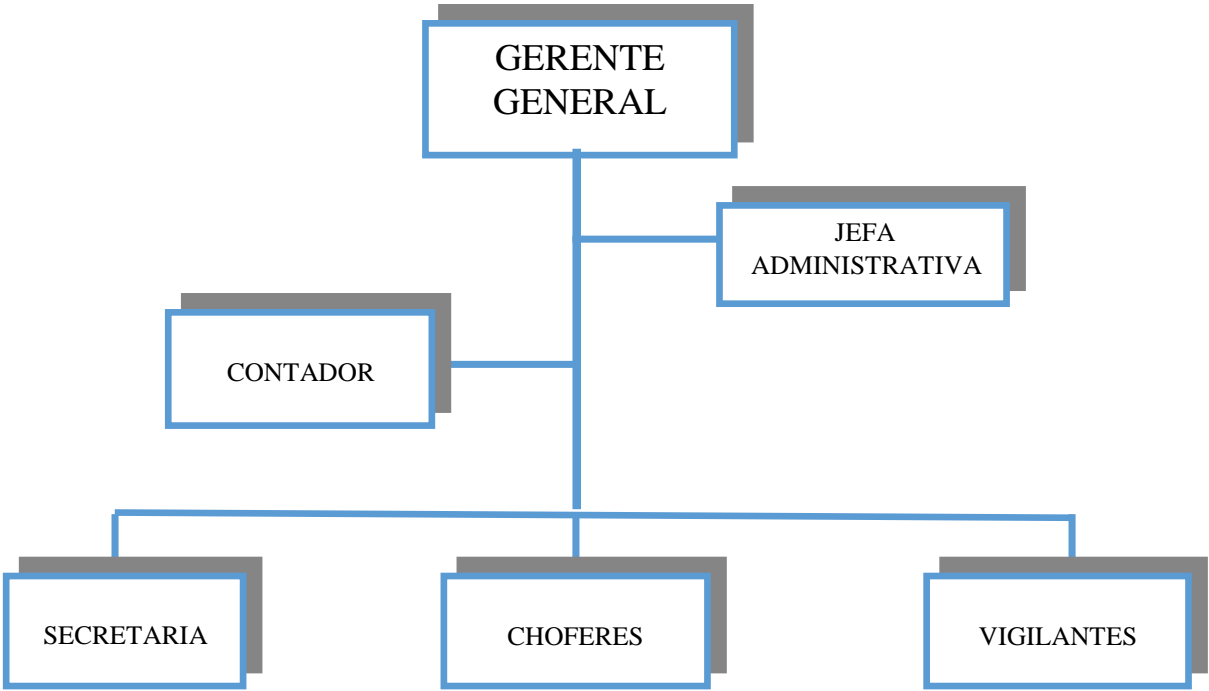 GERENTE
GENERAL
JEFA
ADMINISTRATIVA
CONTADOR
SECRETARIA
CHOFERES
VIGILANTES